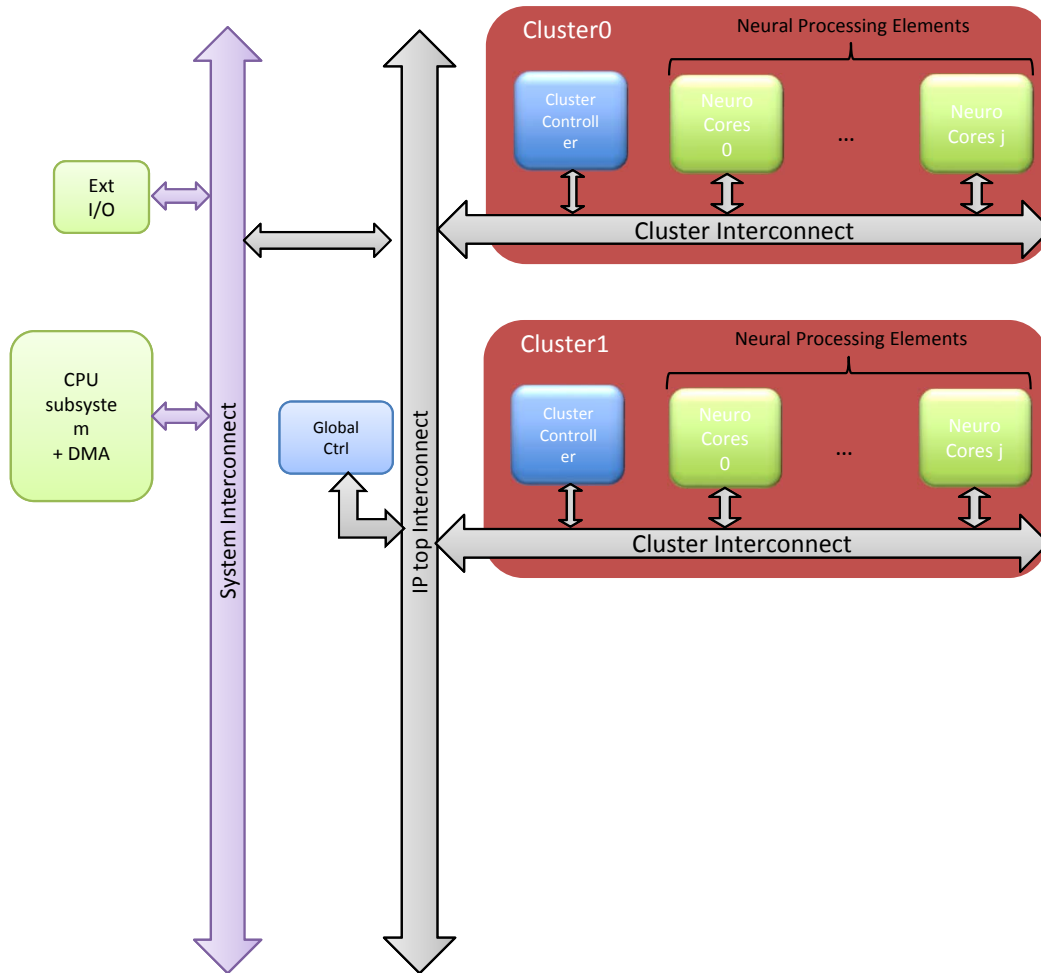 Cluster0
Neural Processing Elements
Cluster
Controll
er
Neuro
Cores
0
...
Neuro
Cores j
Cluster Interconnect
Ext
I/O
CPU
subsyste
m
+ DMA
System Interconnect
Global
Ctrl
IP top Interconnect
Cluster1
Neural Processing Elements
Cluster
Controll
er
Neuro
Cores
0
...
Neuro
Cores j
Cluster Interconnect